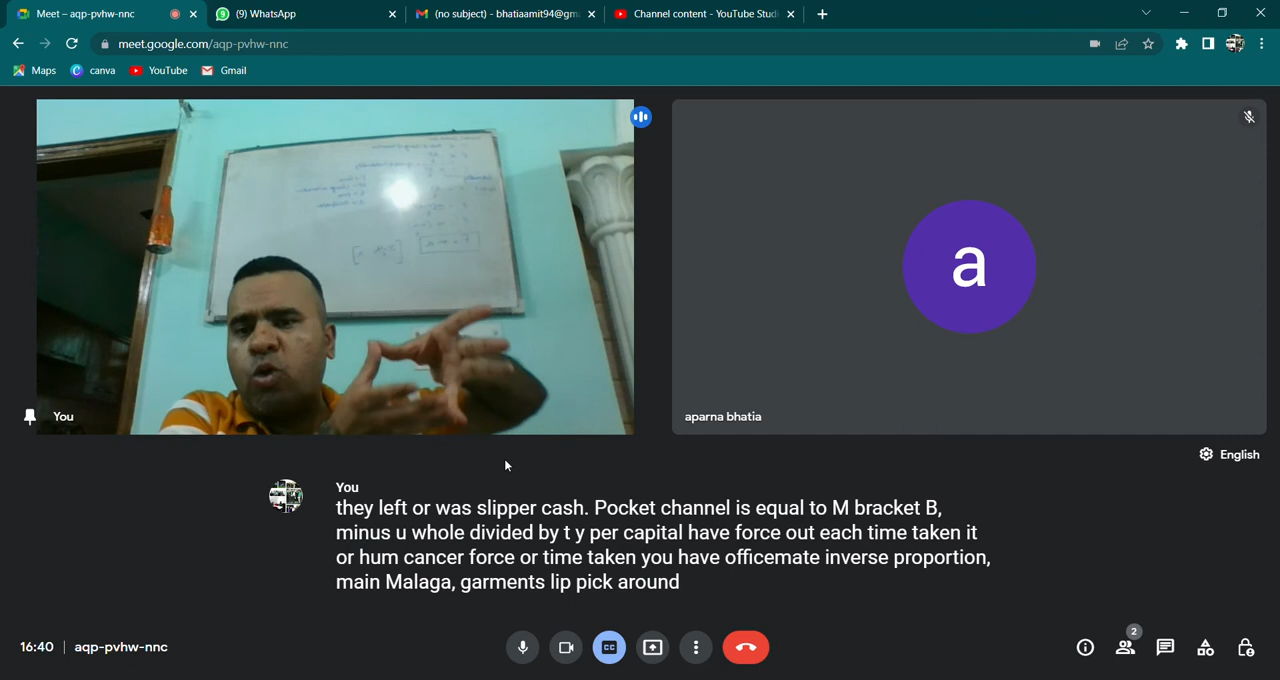 Meet – aqp-pvhw-nnc
(9) WhatsApp
(no subject) - bhatiaamit94@gm
Channel content - YouTube Studi
meet.google.com/aqp-pvhw-nnc
Maps
canva
YouTube
Gmail
a
You
aparna bhatia
English
You
they left or was slipper cash. Pocket channel is equal to M bracket B,
minus u whole divided by t y per capital have force out each time taken it
or hum cancer force or time taken you have officemate inverse proportion,
main Malaga, garments lip pick around
2
16:40 | aqp-pvhw-nnc
CC